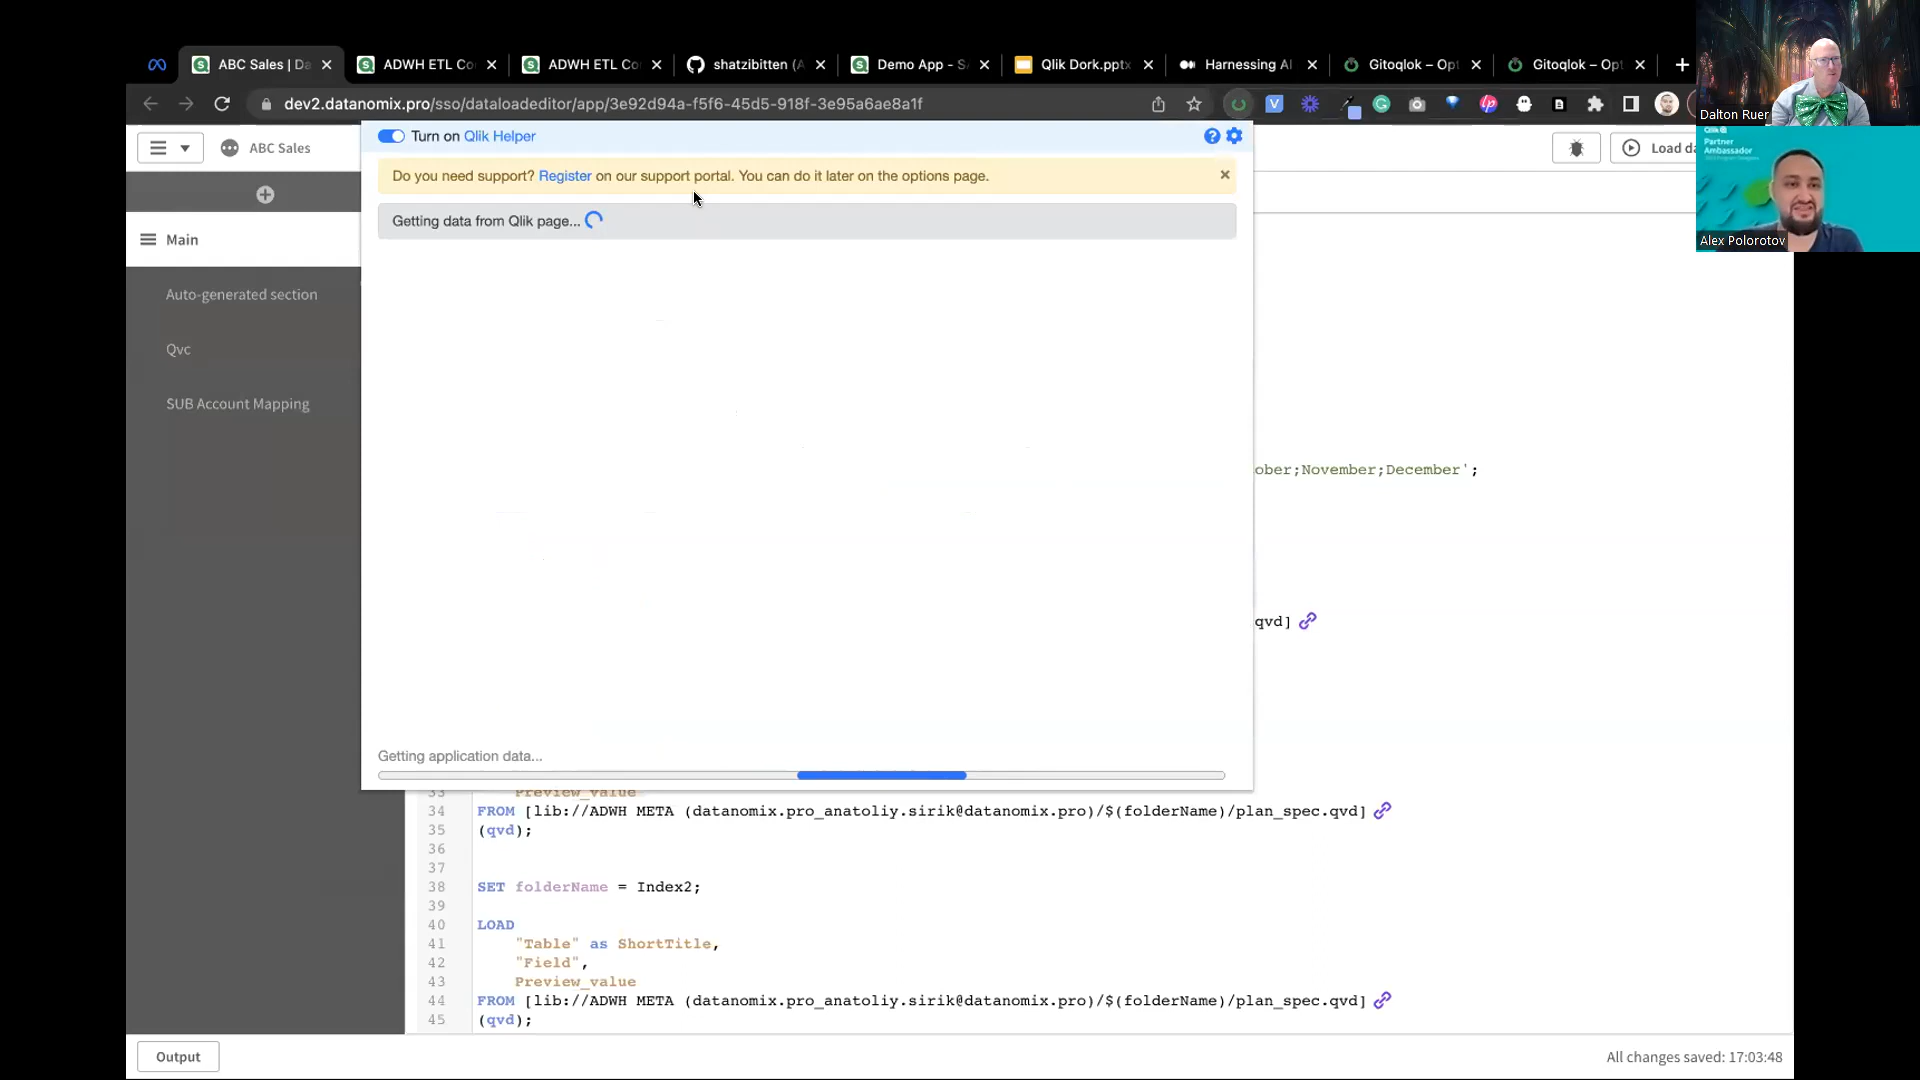 ABC Sales | Da
ADWH ETL Co
ADWH ETL Co
shatzibitten (A
Demo App - S
Qlik Dork.pptx
Harnessing AI
Gitoqlok – Opt
Gitoqlok – Opt
dev2.datanomix.pro/sso/dataloadeditor/app/3e92d94a-f5f6-45d5-918f-3e95a6ae8a1f
Dalton Ruer
Qlik
Partner
Ambassador
Alex Polorotov
ABC Sales
Turn on Qlik Helper
Load da
Do you need support? Register on our support portal. You can do it later on the options page.
Getting data from Qlik page...
Main
Auto-generated section
Qvc
SUB Account Mapping
ober;November;December';
qvd]
Getting application data...
33 Preview_value
34 FROM [lib://ADWH META (datanomix.pro_anatoliy.sirik@datanomix.pro)/$(folderName)/plan_spec.qvd]
35 (qvd);
36
37
38 SET folderName = Index2;
39
40 LOAD
41 "Table" as ShortTitle,
42 "Field",
43 Preview_value
44 FROM [lib://ADWH META (datanomix.pro_anatoliy.sirik@datanomix.pro)/$(folderName)/plan_spec.qvd]
45 (qvd);
Output
All changes saved: 17:03:48